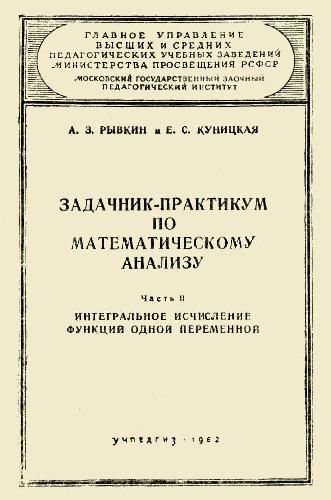 ГЛАВНОЕ УПРАВЛЕНИЕ
ВЫСШИХ И СРЕДНИХ
ПЕДАГОГИЧЕСКИХ УЧЕБНЫХ ЗАВЕДЕНИЙ
МИНИСТЕРСТВА ПРОСВЕЩЕНИЯ РСФСР
МОСКОВСКИЙ ГОСУДАРСТВЕННЫЙ ЗАОЧНЫЙ
ПЕДАГОГИЧЕСКИЙ ИНСТИТУТ
А. З. РЫВКИН и Е. С. КУНИЦКАЯ
ЗАДАЧНИК-ПРАКТИКУМ
ПО
МАТЕМАТИЧЕСКОМУ
АНАЛИЗУ
Часть II
ИНТЕГРАЛЬНОЕ ИСЧИСЛЕНИЕ
ФУНКЦИЙ ОДНОЙ ПЕРЕМЕННОЙ
УЧПЕДГИЗ · 1962